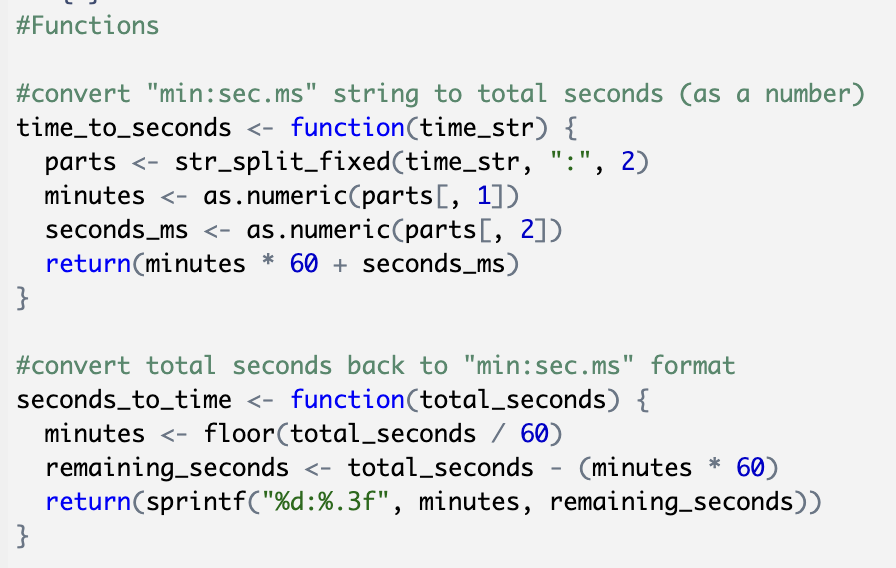 #Functions
#convert "min:sec.ms" string to total seconds (as a number)
time_to_seconds <- function(time_str) {
  parts <- str_split_fixed(time_str, ":", 2)
  minutes <- as.numeric(parts[, 1])
  seconds_ms <- as.numeric(parts[, 2])
  return(minutes * 60 + seconds_ms)
}
#convert total seconds back to "min:sec.ms" format
seconds_to_time <- function(total_seconds) {
  minutes <- floor(total_seconds / 60)
  remaining_seconds <- total_seconds - (minutes * 60)
  return(sprintf("%d:%.3f", minutes, remaining_seconds))
}